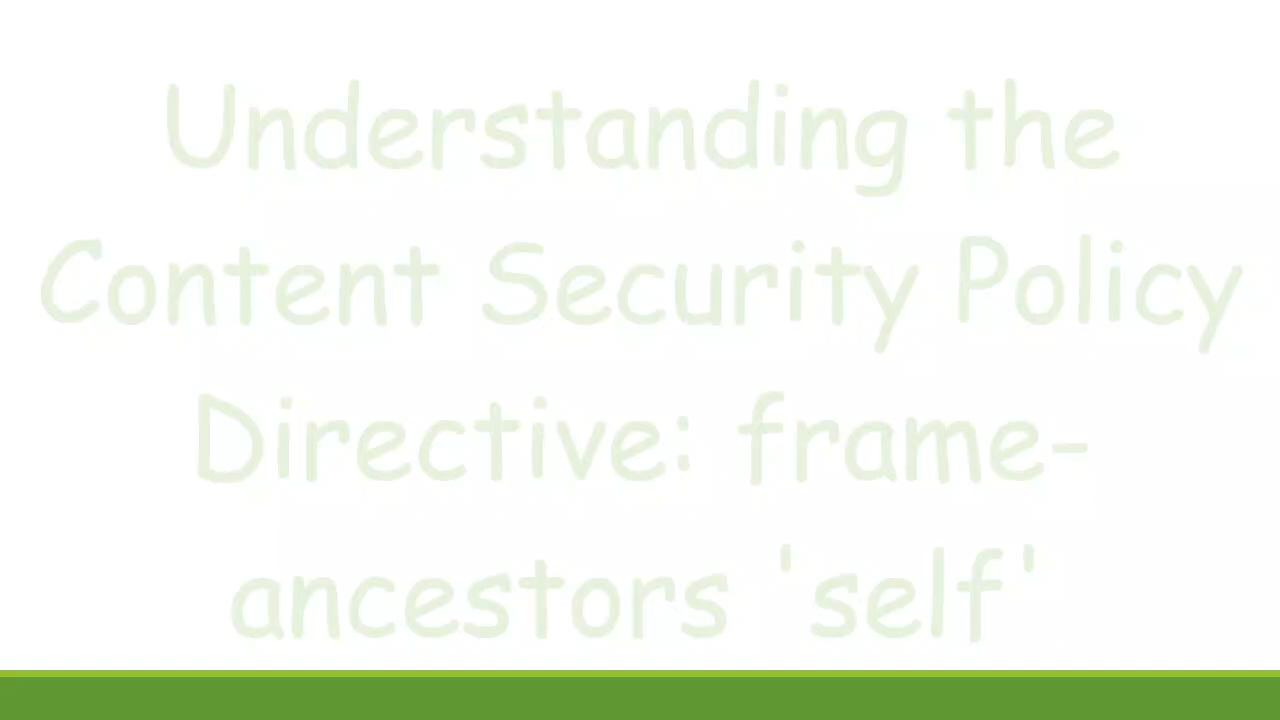 Understanding the
Content Security Policy
Directive: frame-
ancestors 'self'